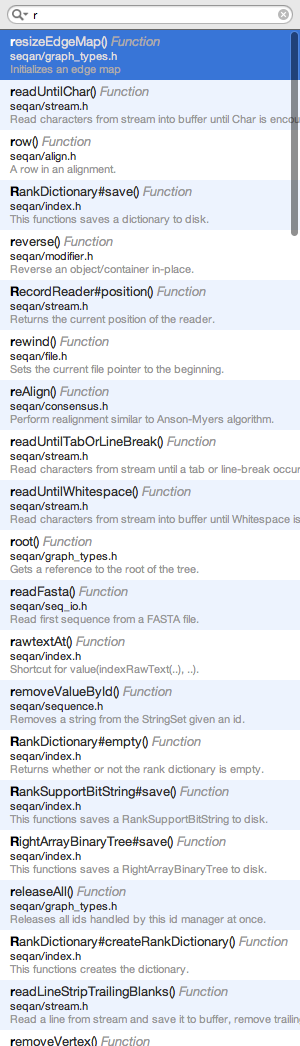 r
resizeEdgeMap() Function
seqan/graph_types.h
Initializes an edge map
readUntilChar() Function
seqan/stream.h
Read characters from stream into buffer until Char is encou
row() Function
seqan/align.h
A row in an alignment.
RankDictionary#save() Function
seqan/index.h
This functions saves a dictionary to disk.
reverse() Function
seqan/modifier.h
Reverse an object/container in-place.
RecordReader#position() Function
seqan/stream.h
Returns the current position of the reader.
rewind() Function
seqan/file.h
Sets the current file pointer to the beginning.
reAlign() Function
seqan/consensus.h
Perform realignment similar to Anson-Myers algorithm.
readUntilTabOrLineBreak() Function
seqan/stream.h
Read characters from stream until a tab or line-break occur
readUntilWhitespace() Function
seqan/stream.h
Read characters from stream into buffer until Whitespace is
root() Function
seqan/graph_types.h
Gets a reference to the root of the tree.
readFasta() Function
seqan/seq_io.h
Read first sequence from a FASTA file.
rawtextAt() Function
seqan/index.h
Shortcut for value(indexRawText(..), ..).
removeValueById() Function
seqan/sequence.h
Removes a string from the StringSet given an id.
RankDictionary#empty() Function
seqan/index.h
Returns whether or not the rank dictionary is empty.
RankSupportBitString#save() Function
seqan/index.h
This functions saves a RankSupportBitString to disk.
RightArrayBinaryTree#save() Function
seqan/index.h
This functions saves a RightArrayBinaryTree to disk.
releaseAll() Function
seqan/graph_types.h
Releases all ids handled by this id manager at once.
RankDictionary#createRankDictionary() Function
seqan/index.h
This functions creates the dictionary.
readLineStripTrailingBlanks() Function
seqan/stream.h
Read a line from stream and save it to buffer, remove trailing
removeVertex() Function